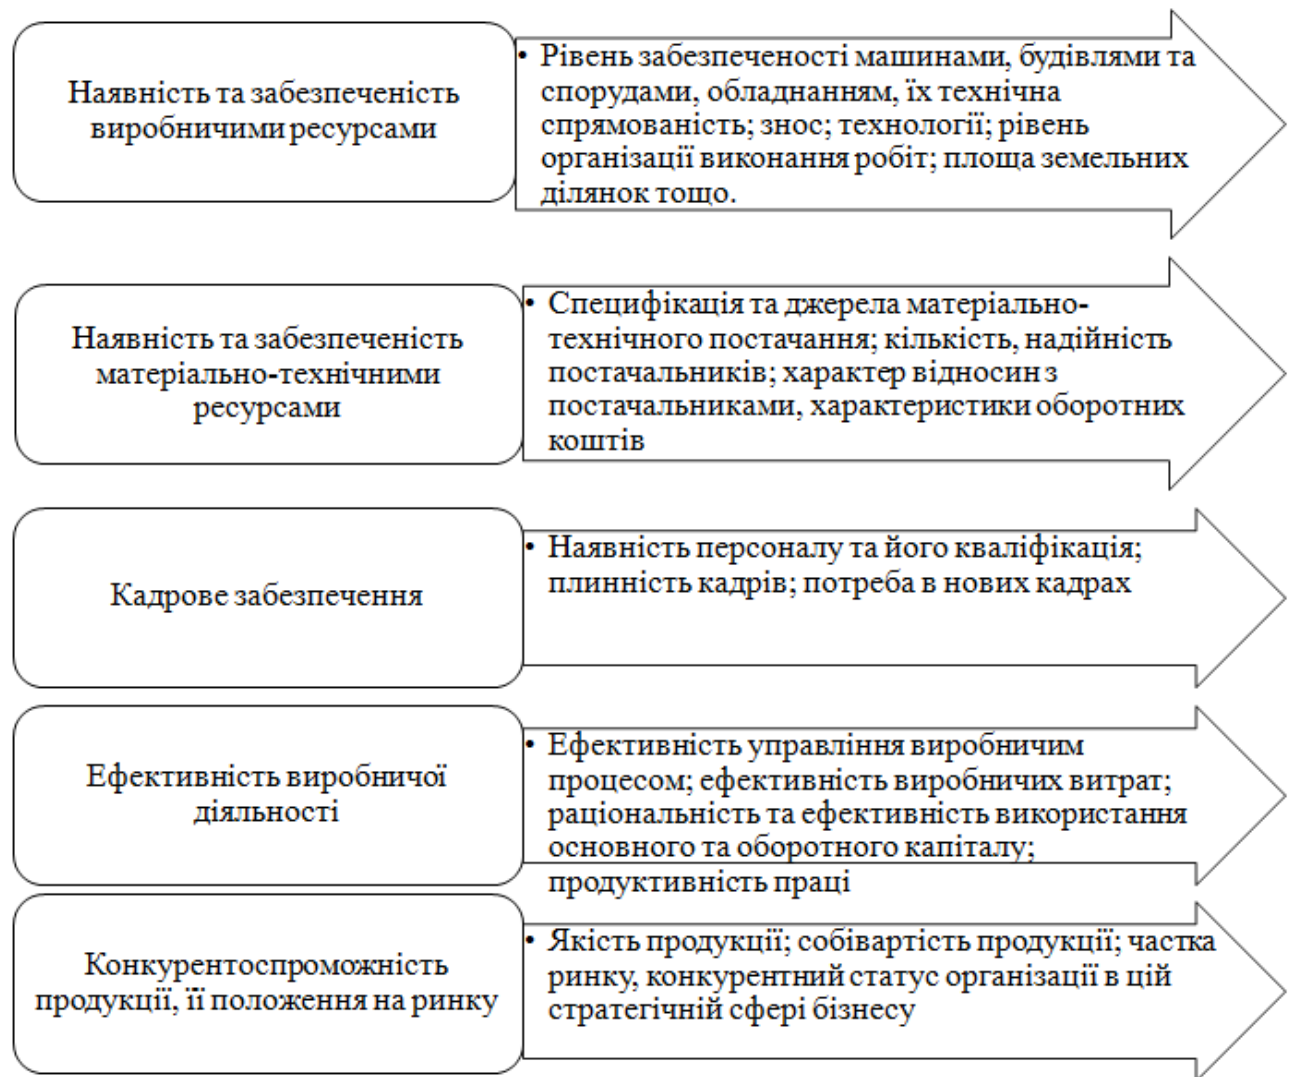 Наявність та забезпеченість
виробничими ресурсами
• Рівень забезпеченості машинами, будівлями та
спорудами, обладнанням, їх технічна
спрямованість; знос; технології; рівень
організації виконання робіт; площа земельних
ділянок тощо.
Наявність та забезпеченість
матеріально-технічними
ресурсами
• Специфікація та джерела матеріально-
технічного постачання; кількість, надійність
постачальників; характер відносин з
постачальниками, характеристики оборотних
коштів
Кадрове забезпечення
• Наявність персоналу та його кваліфікація;
плинність кадрів; потреба в нових кадрах
Ефективність виробничої
діяльності
• Ефективність управління виробничим
процесом; ефективність виробничих витрат;
раціональність та ефективність використання
основного та оборотного капіталу;
продуктивність праці
Конкурентоспроможність
продукції, її положення на ринку
• Якість продукції; собівартість продукції; частка
ринку, конкурентний статус організації в цій
стратегічній сфері бізнесу